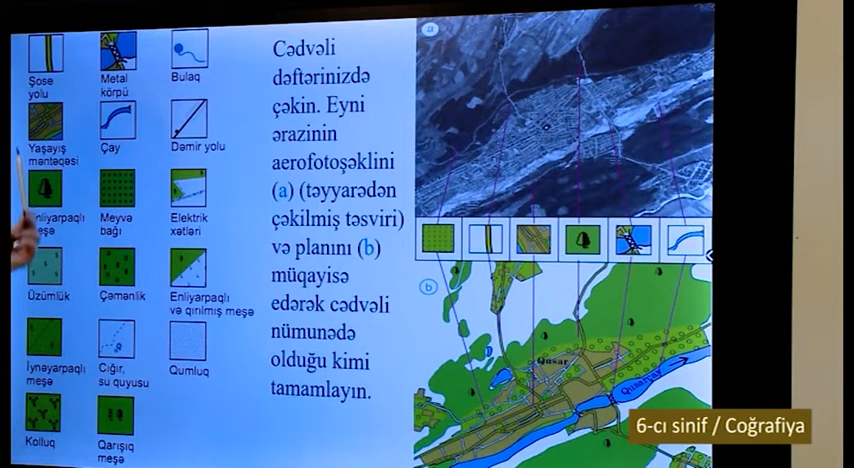 Şose
yolu
Metal
körpü
Bulaq
Yaşayış
məntəqəsi
Çay
Dəmir yolu
Meyvə
bağı
Elektrik
xətləri
Üzümlük
Çəmənlik
Enliyarpaqlı
və qırılmış meşə
İynəyarpaqlı
meşə
Cığır,
su quyusu
Qumluq
Kolluq
Qarışıq
meşə
Cədvəli
dəftərinizdə
çəkin. Eyni
ərazinin
aerofotoşəklini
(a) (təyyarədən
çəkilmiş təsviri)
və planını (b)
müqayisə
edərək cədvəli
nümunədə
olduğu kimi
tamamlayın.
a
b
Qusar
Qusarçay
6-cı sinif / Coğrafiya